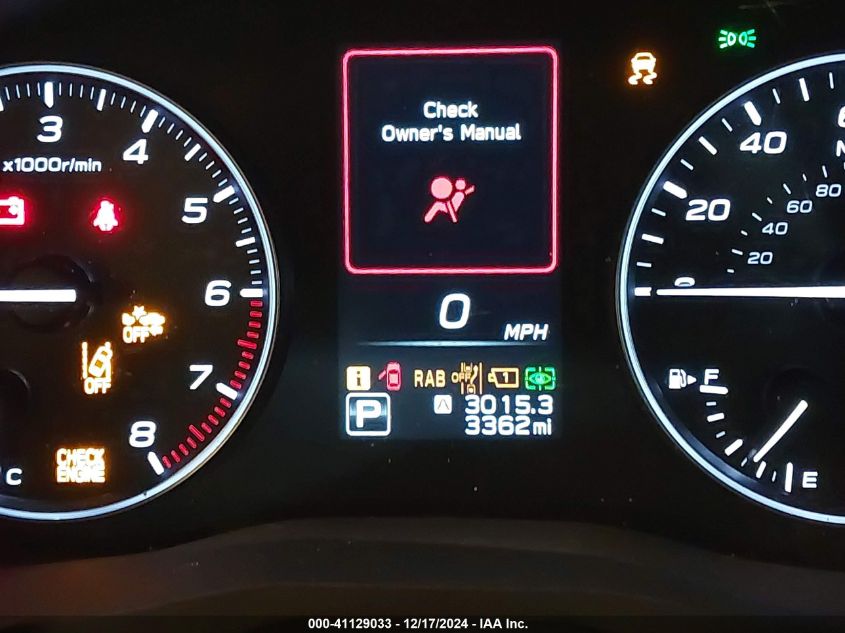 Check
Owner's Manual
3
4
x1000r/min
5
6
7
8
OFF
OFF
CHECK
ENGINE
C
0
MPH
i RAB OFF
P
A 3015.3
3362mi
40
20
80
60
40
20
F
E
000-41129033 - 12/17/2024 - IAA Inc.